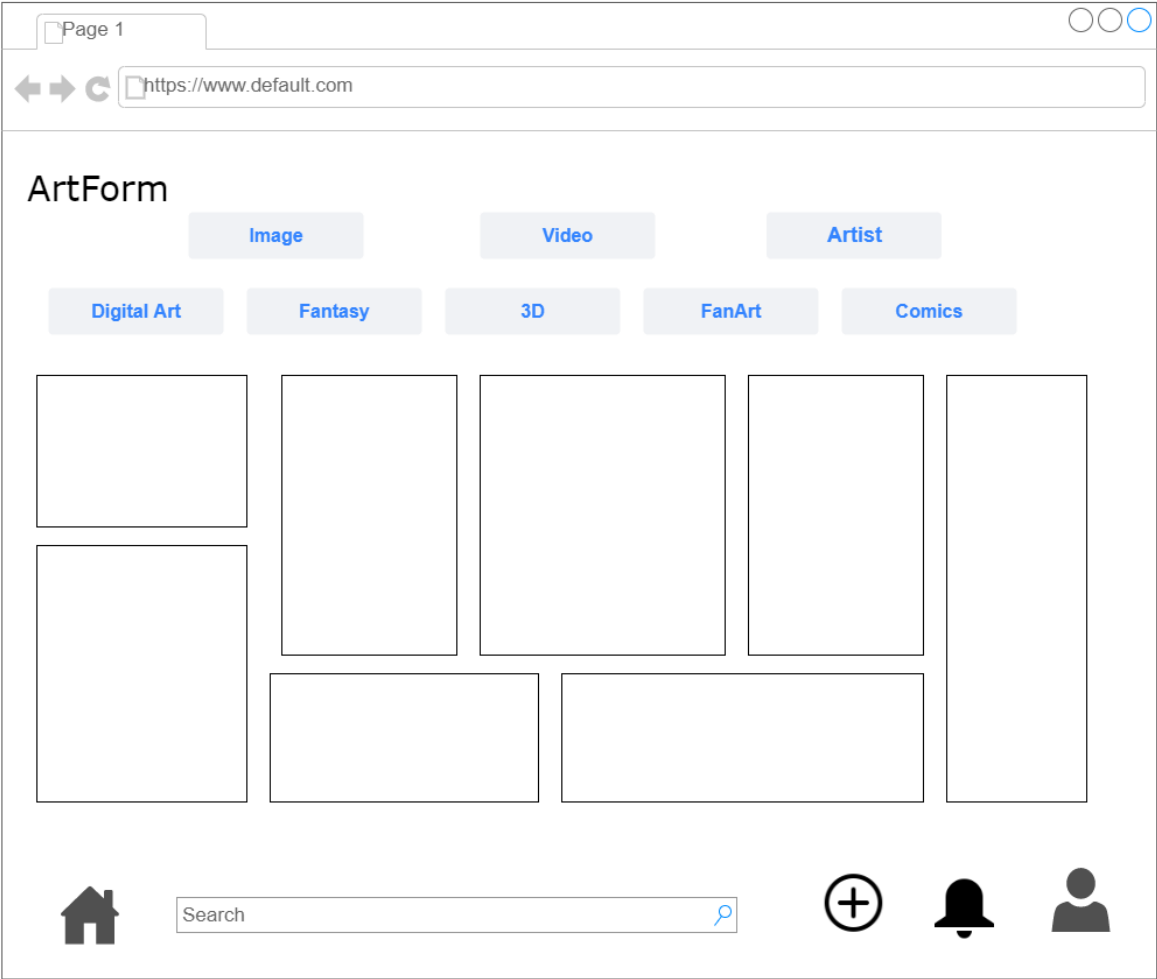 Page 1
https://www.default.com
ArtForm
Image Video Artist
Digital Art Fantasy 3D FanArt Comics
Search